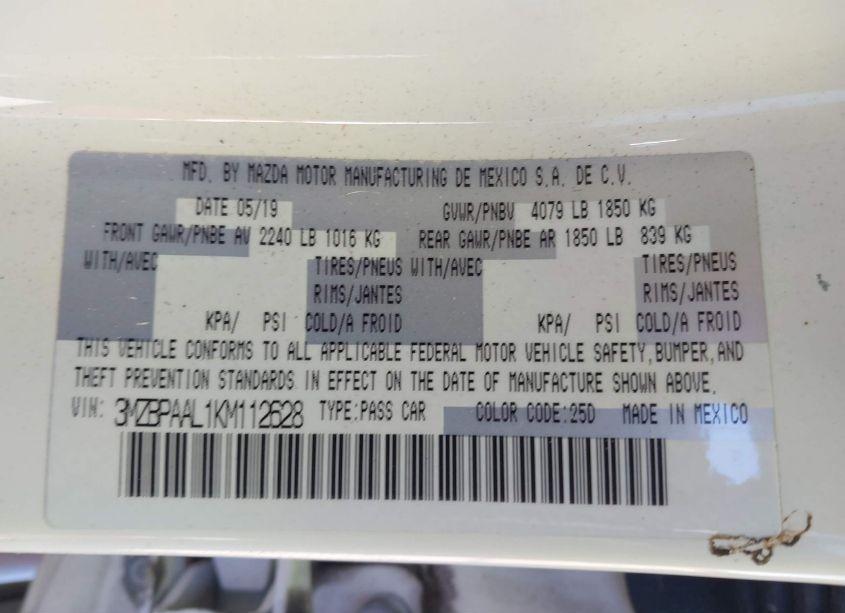 MFD. BY MAZDA MOTOR MANUFACTURING DE MEXICO S.A. DE C.V.
DATE 05/19 GVWR/PNBV 4079 LB 1850 KG
FRONT GAWR/PNBE AV 2240 LB 1016 KG REAR GAWR/PNBE AR 1850 LB 839 KG
WITH/AVEC TIRES/PNEUS WITH/AVEC TIRES/PNEUS
RIMS/JANTES RIMS/JANTES
KPA/ PSI COLD/A FROID KPA/ PSI COLD/A FROID
THIS VEHICLE CONFORMS TO ALL APPLICABLE FEDERAL MOTOR VEHICLE SAFETY, BUMPER, AND
THEFT PREVENTION STANDARDS IN EFFECT ON THE DATE OF MANUFACTURE SHOWN ABOVE.
VIN: 3MZBPAAL1KM112628 TYPE:PASS CAR COLOR CODE:25D MADE IN MEXICO